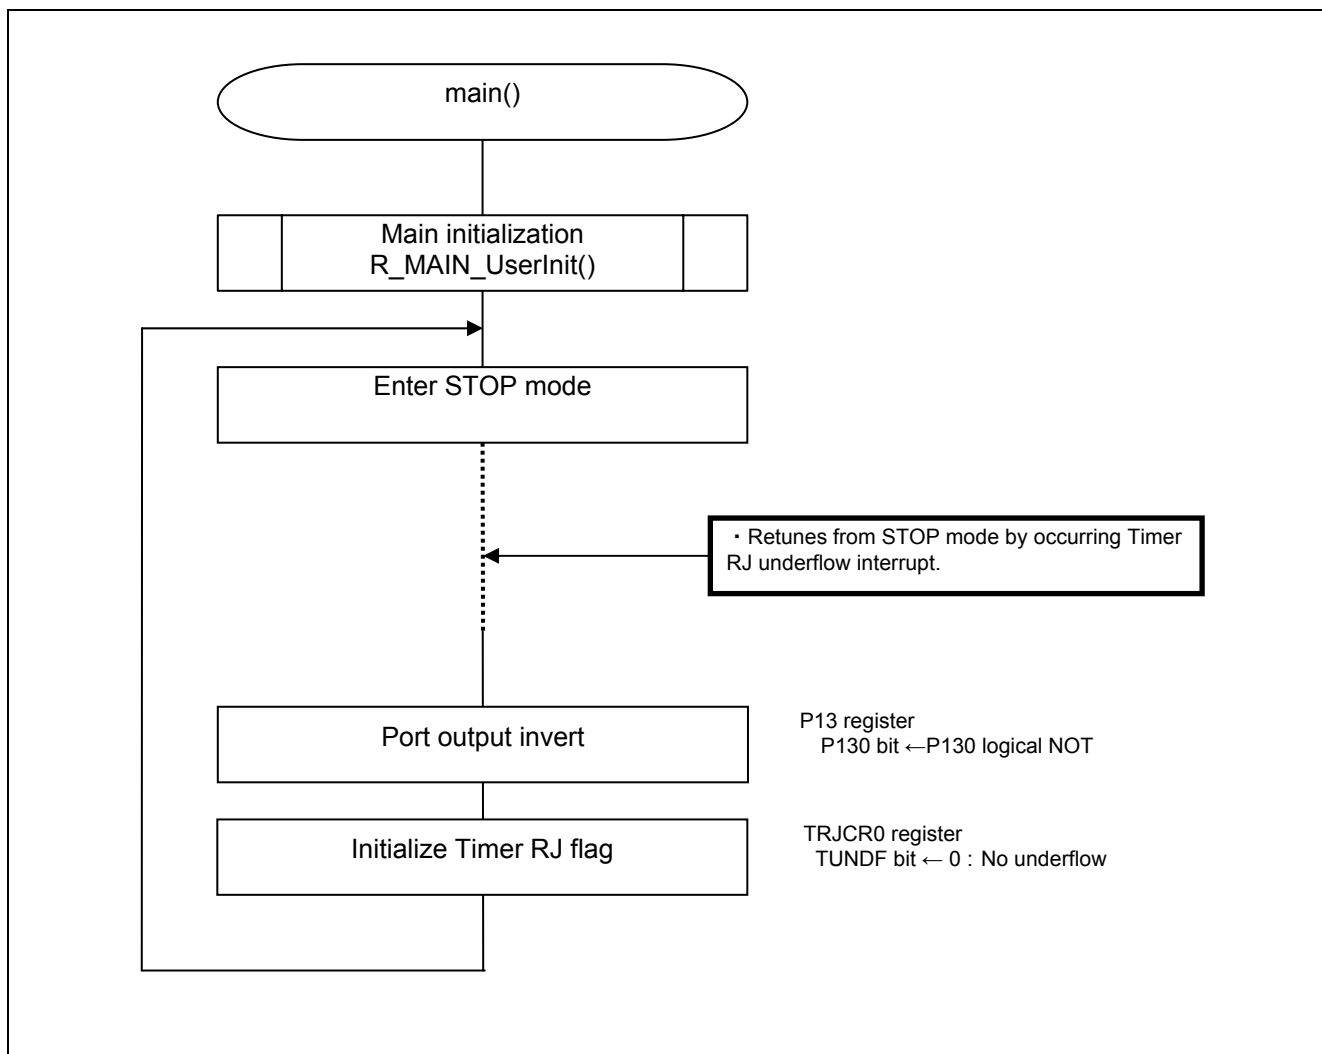 main()
Main initialization
R_MAIN_UserInit()
Enter STOP mode
・Retunes from STOP mode by occurring Timer
RJ underflow interrupt.
Port output invert
P13 register
P130 bit ←P130 logical NOT
Initialize Timer RJ flag
TRJCR0 register
TUNDF bit ← 0 : No underflow